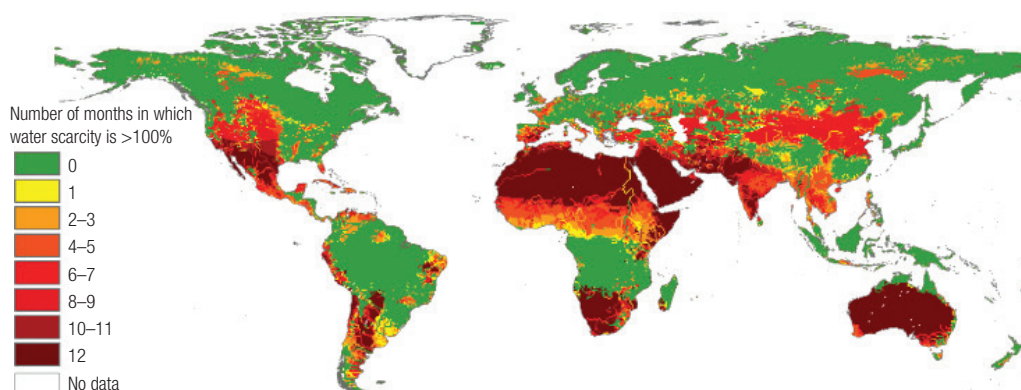 Number of months in which
water scarcity is >100%
0
1
2–3
4–5
6–7
8–9
10–11
12
No data